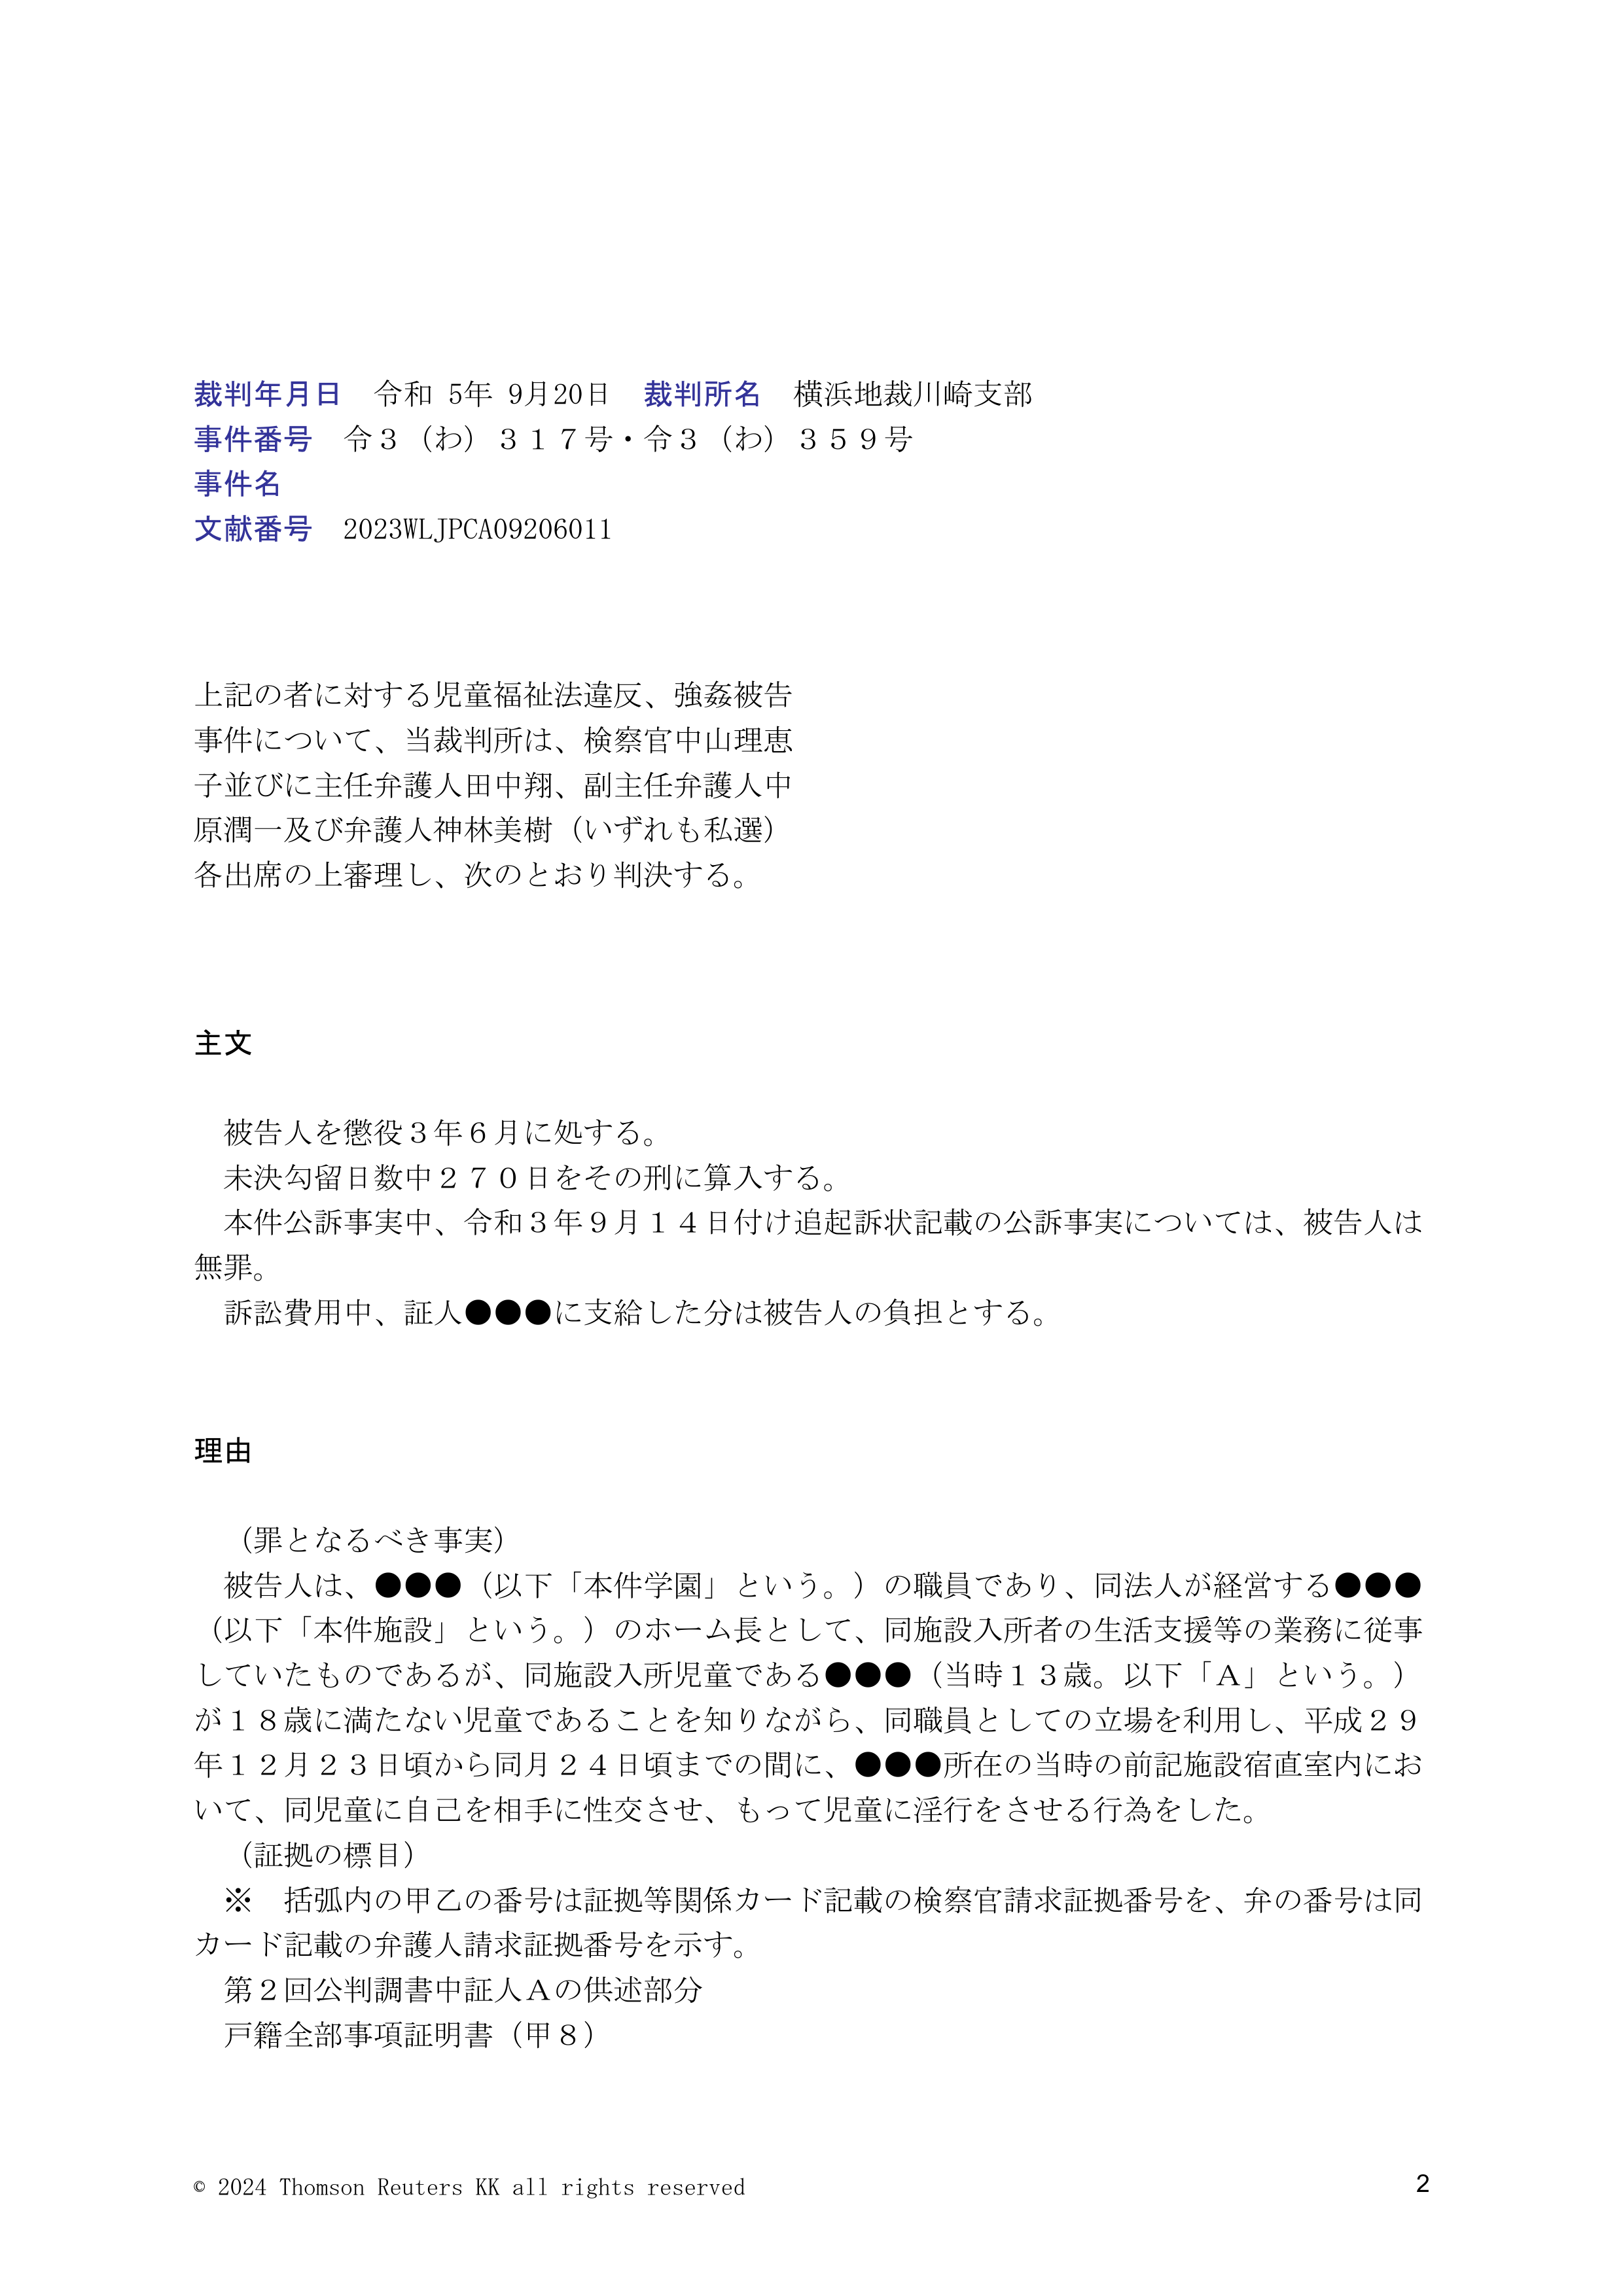 裁判年月日　令和 5年 9月20日　裁判所名　横浜地裁川崎支部
事件番号　令３（わ）３１７号・令３（わ）３５９号
事件名
文献番号　2023WLJPCA09206011
上記の者に対する児童福祉法違反、強姦被告
事件について、当裁判所は、検察官中山理恵
子並びに主任弁護人田中翔、副主任弁護人中
原潤一及び弁護人神林美樹（いずれも私選）
各出席の上審理し、次のとおり判決する。
主文
　被告人を懲役３年６月に処する。
　未決勾留日数中２７０日をその刑に算入する。
　本件公訴事実中、令和３年９月１４日付け追起訴状記載の公訴事実については、被告人は
無罪。
　訴訟費用中、証人●●●に支給した分は被告人の負担とする。
理由
　（罪となるべき事実）
　被告人は、●●●（以下「本件学園」という。）の職員であり、同法人が経営する●●●
（以下「本件施設」という。）のホーム長として、同施設入所者の生活支援等の業務に従事
していたものであるが、同施設入所児童である●●●（当時１３歳。以下「Ａ」という。）
が１８歳に満たない児童であることを知りながら、同職員としての立場を利用し、平成２９
年１２月２３日頃から同月２４日頃までの間に、●●●所在の当時の前記施設宿直室内にお
いて、同児童に自己を相手に性交させ、もって児童に淫行をさせる行為をした。
　（証拠の標目）
　※　括弧内の甲乙の番号は証拠等関係カード記載の検察官請求証拠番号を、弁の番号は同
カード記載の弁護人請求証拠番号を示す。
　第２回公判調書中証人Ａの供述部分
　戸籍全部事項証明書（甲８）
© 2024 Thomson Reuters KK all rights reserved
2